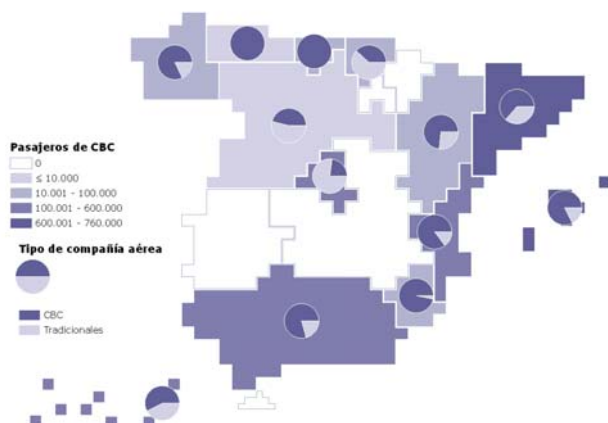 Pasajeros de CBC
0
≤ 10.000
10.001 - 100.000
100.001 - 600.000
600.001 - 760.000
Tipo de compañía aérea
CBC
Tradicionales